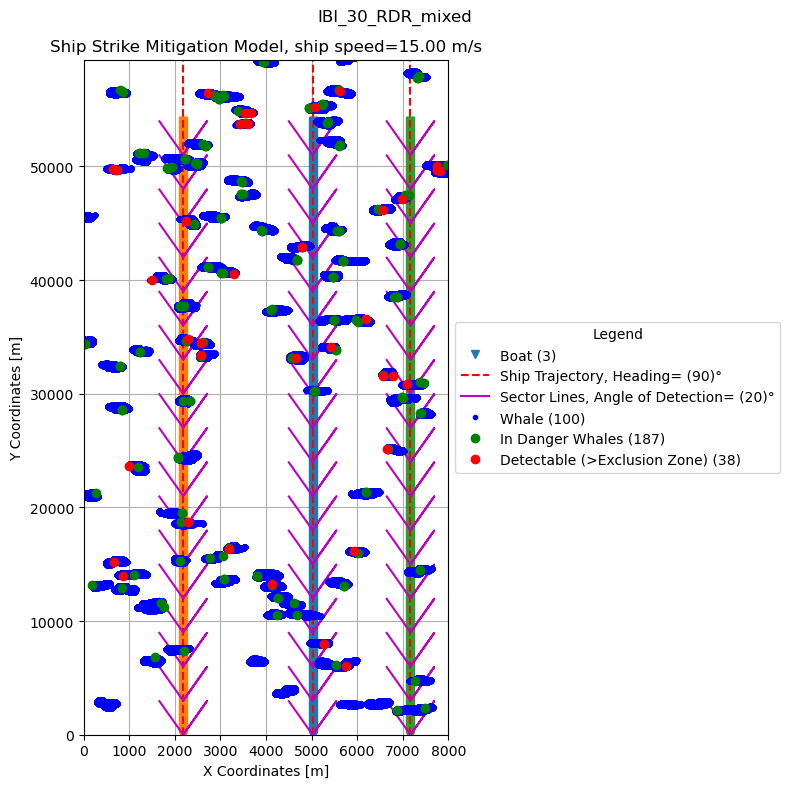 IBI_30_RDR_mixed
Ship Strike Mitigation Model, ship speed=15.00 m/s
Y Coordinates [m]
50000
40000
30000
20000
10000
0
0 1000 2000 3000 4000 5000 6000 7000 8000
X Coordinates [m]
Legend
Boat (3)
Ship Trajectory, Heading= (90)°
Sector Lines, Angle of Detection= (20)°
Whale (100)
In Danger Whales (187)
Detectable (>Exclusion Zone) (38)